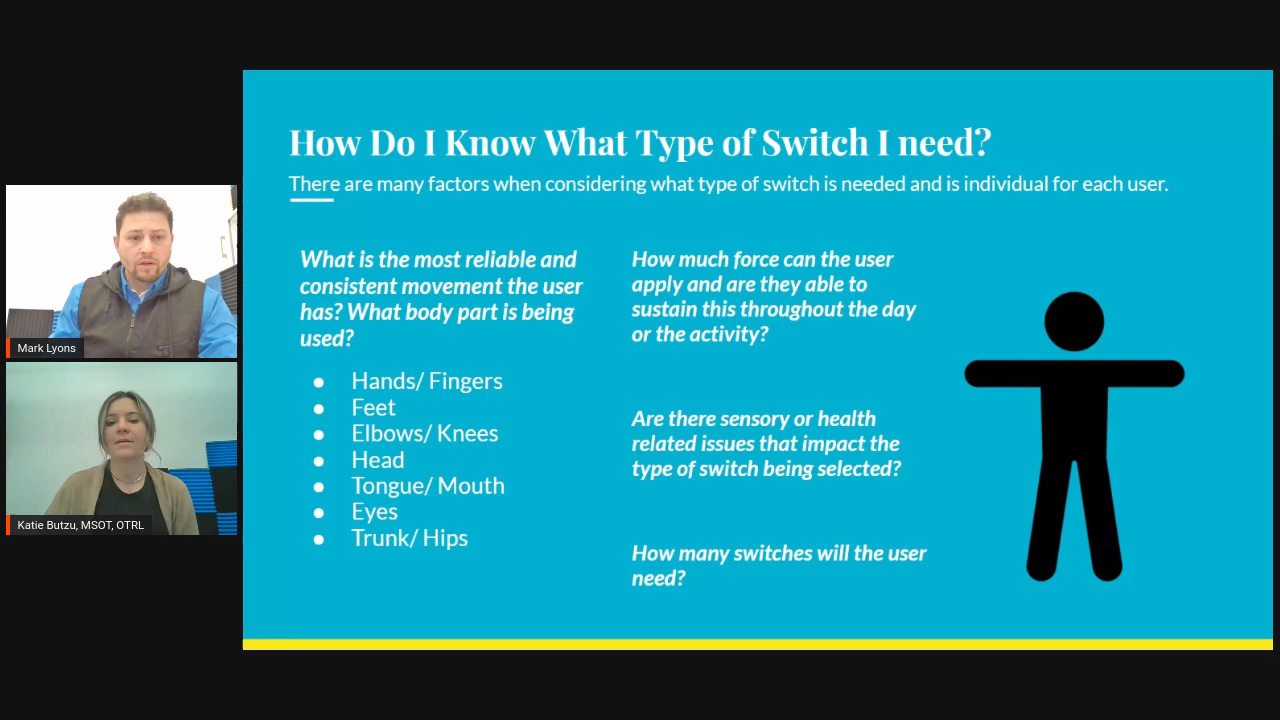 How Do I Know What Type of Switch I need?
There are many factors when considering what type of switch is needed and is individual for each user.
What is the most reliable and
consistent movement the user
has? What body part is being
used?
● Hands/ Fingers
● Feet
● Elbows/ Knees
● Head
● Tongue/ Mouth
● Eyes
● Trunk/ Hips
How much force can the user
apply and are they able to
sustain this throughout the day
or the activity?
Are there sensory or health
related issues that impact the
type of switch being selected?
How many switches will the user
need?
Mark Lyons
Katie Butzu, MSOT, OTRL